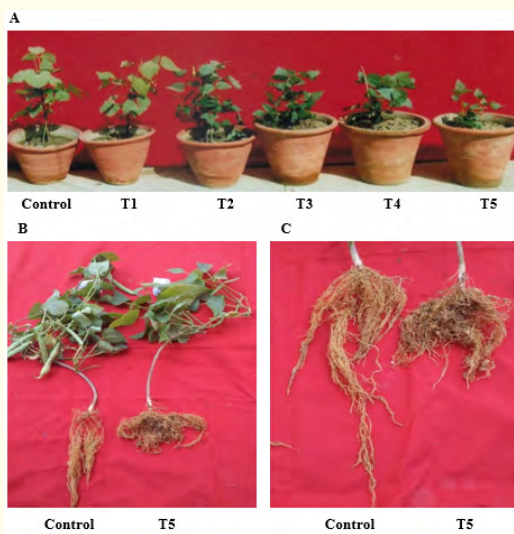 A
Control T1 T2 T3 T4 T5
B C
Control T5 Control T5